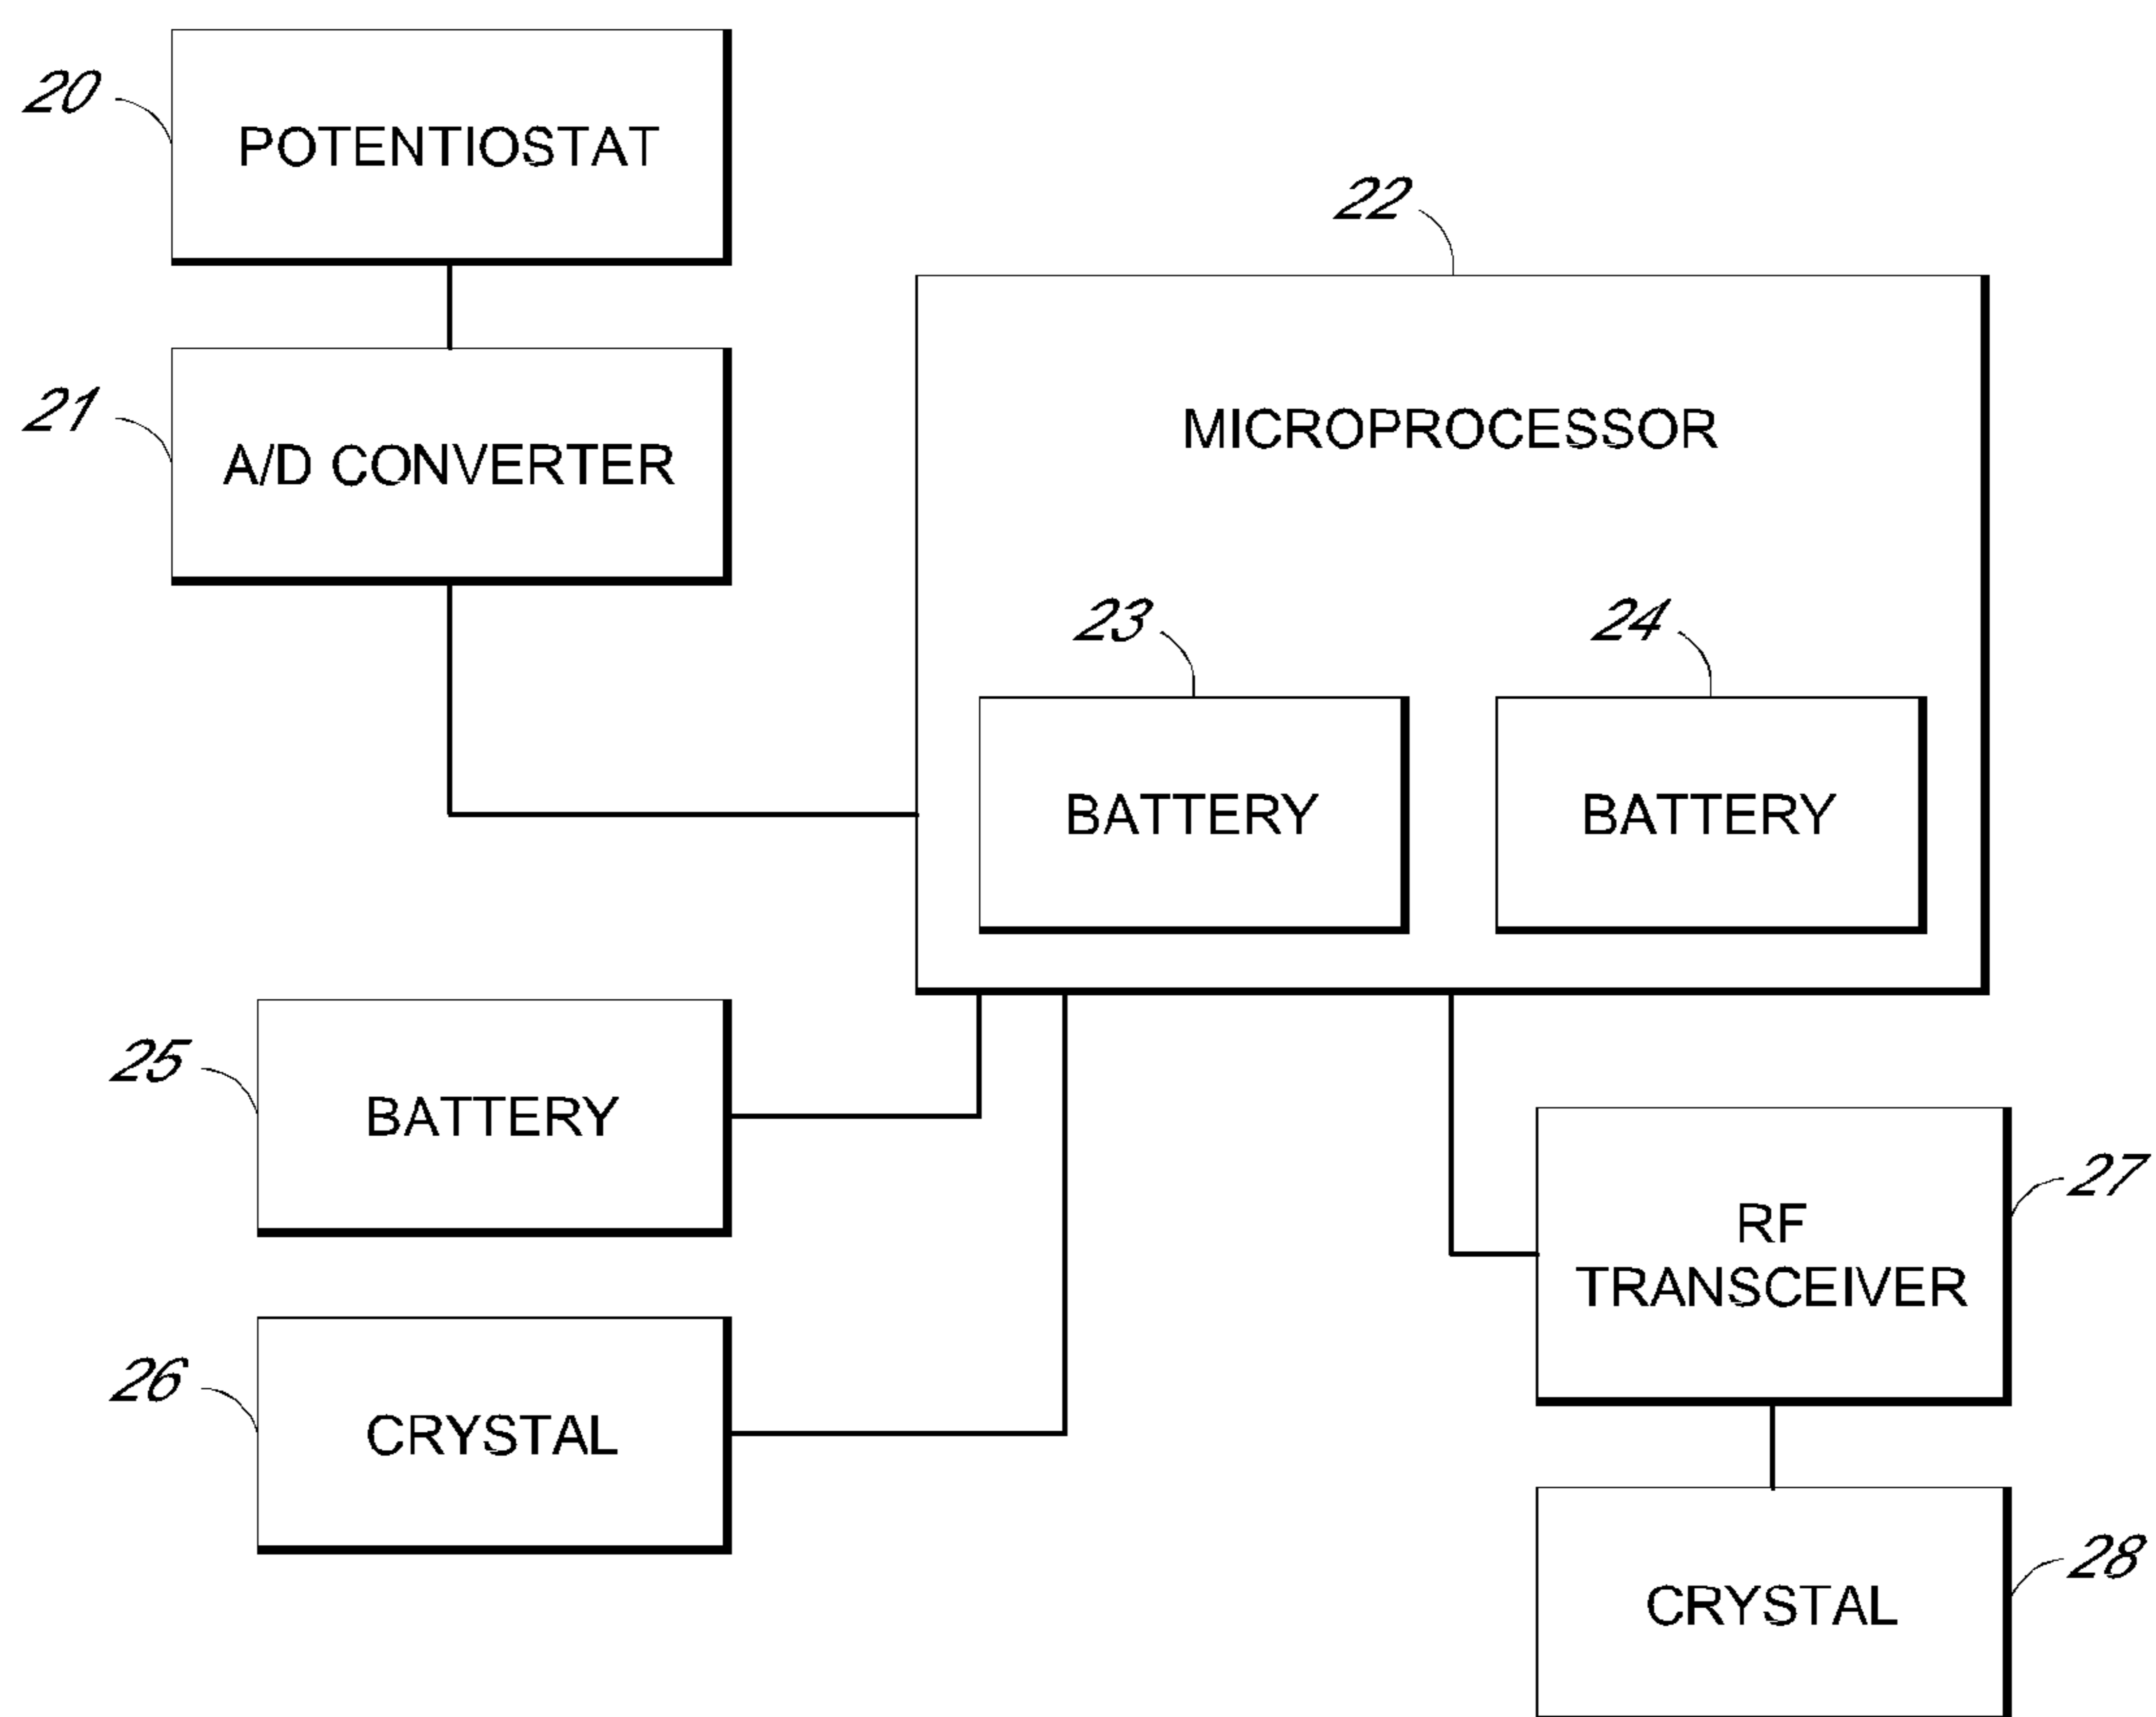 20
POTENTIOSTAT
22
21
A/D CONVERTER
MICROPROCESSOR
23
24
BATTERY
BATTERY
25
BATTERY
27
RF
TRANSCEIVER
26
CRYSTAL
28
CRYSTAL